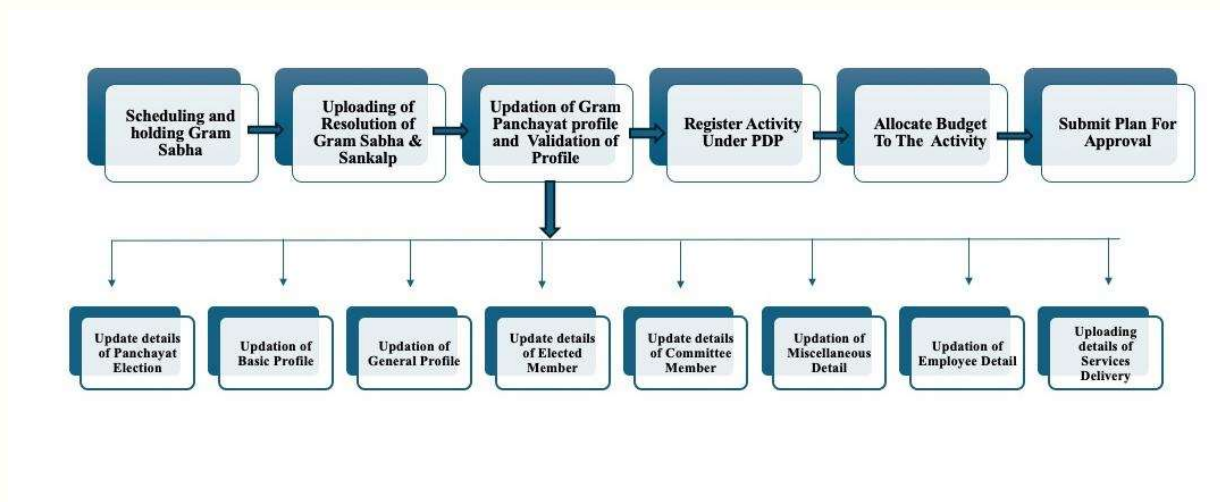 Scheduling and
holding Gram
Sabha
Uploading of
Resolution of
Gram Sabha &
Sankalp
Updation of Gram
Panchayat profile
and Validation of
Profile
Register Activity
Under PDP
Allocate Budget
To The Activity
Submit Plan For
Approval
Update details
of Panchayat
Election
Updation of
Basic Profile
Updation of
General Profile
Update details
of Elected
Member
Update details
of Committee
Member
Updation of
Miscellaneous
Detail
Updation of
Employee Detail
Uploading
details of
Services
Delivery